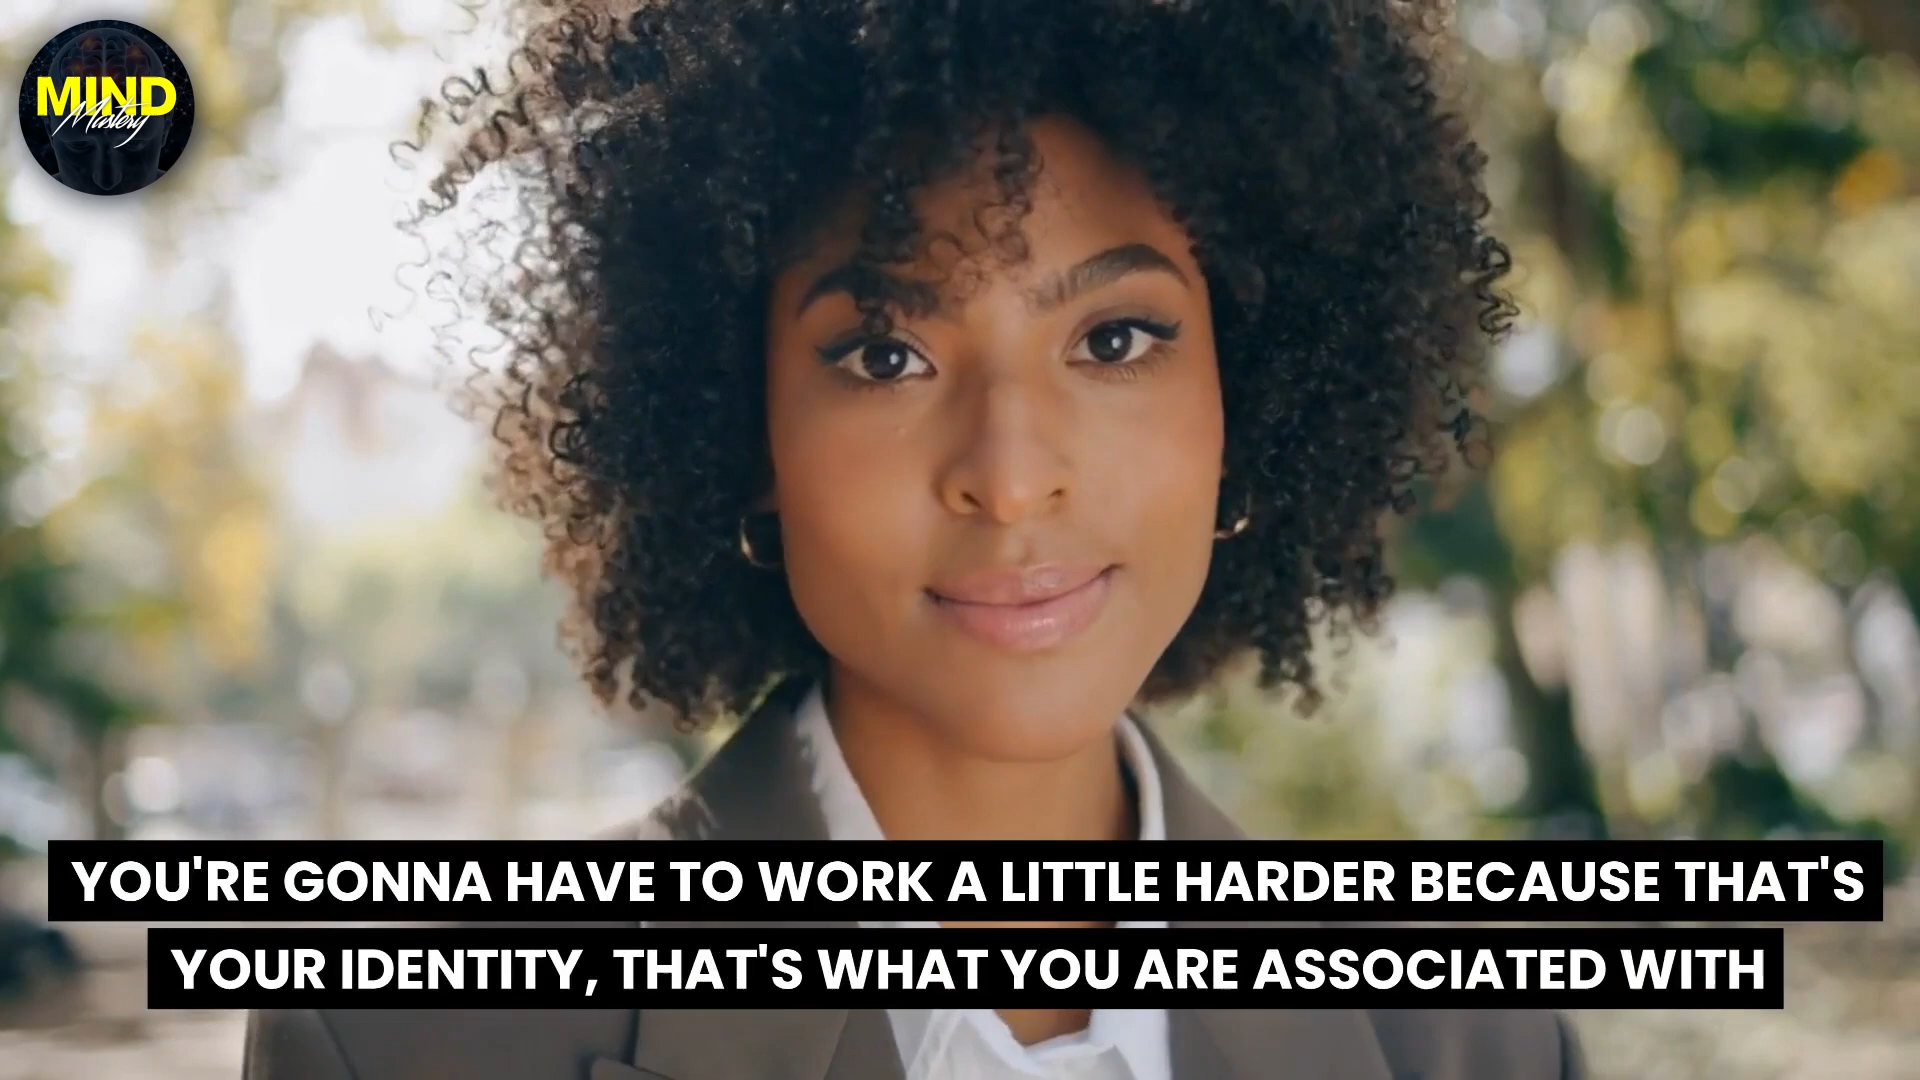 MIND
Mastery
YOU'RE GONNA HAVE TO WORK A LITTLE HARDER BECAUSE THAT'S
YOUR IDENTITY, THAT'S WHAT YOU ARE ASSOCIATED WITH